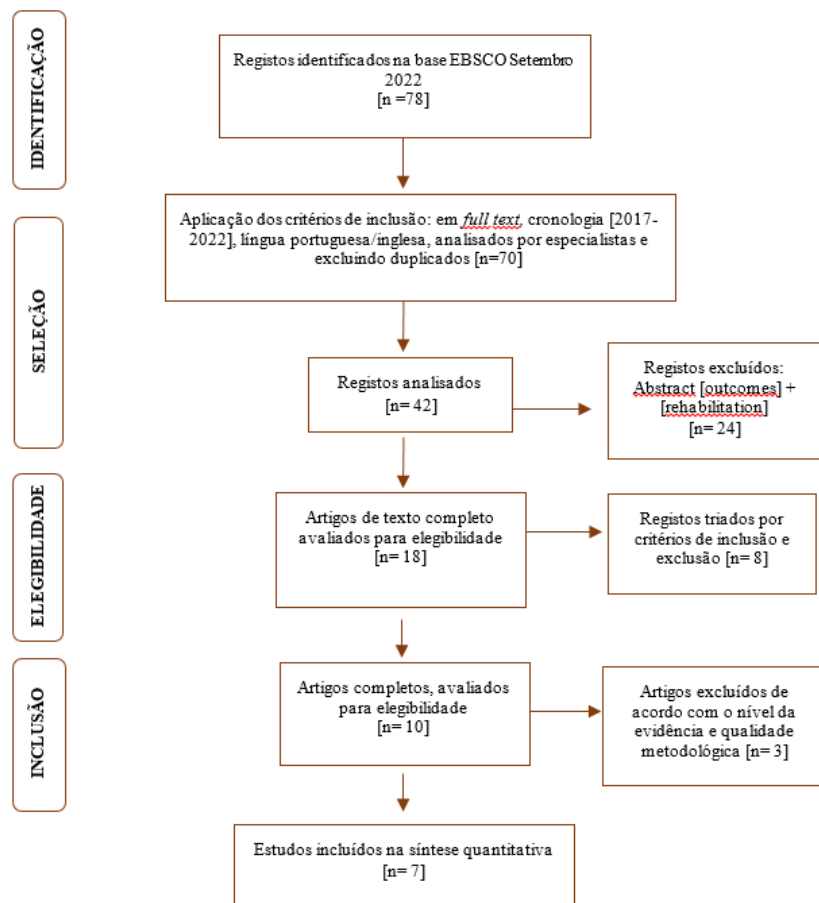 IDENTIFICAÇÃO
Registos identificados na base EBSCO Setembro
2022
[n =78]
SELEÇÃO
Aplicação dos critérios de inclusão: em full text, cronologia [2017-
2022], língua portuguesa/inglesa, analisados por especialistas e
excluindo duplicados [n=70]
Registos analisados
[n= 42]
Registos excluídos:
Abstract [outcomes] +
[rehabilitation]
[n= 24]
ELEGIBILIDADE
Artigos de texto completo
avaliados para elegibilidade
[n= 18]
Registos triados por
critérios de inclusão e
exclusão [n= 8]
INCLUSÃO
Artigos completos, avaliados
para elegibilidade
[n= 10]
Artigos excluídos de
acordo com o nível da
evidência e qualidade
metodológica [n= 3]
Estudos incluídos na síntese quantitativa
[n= 7]